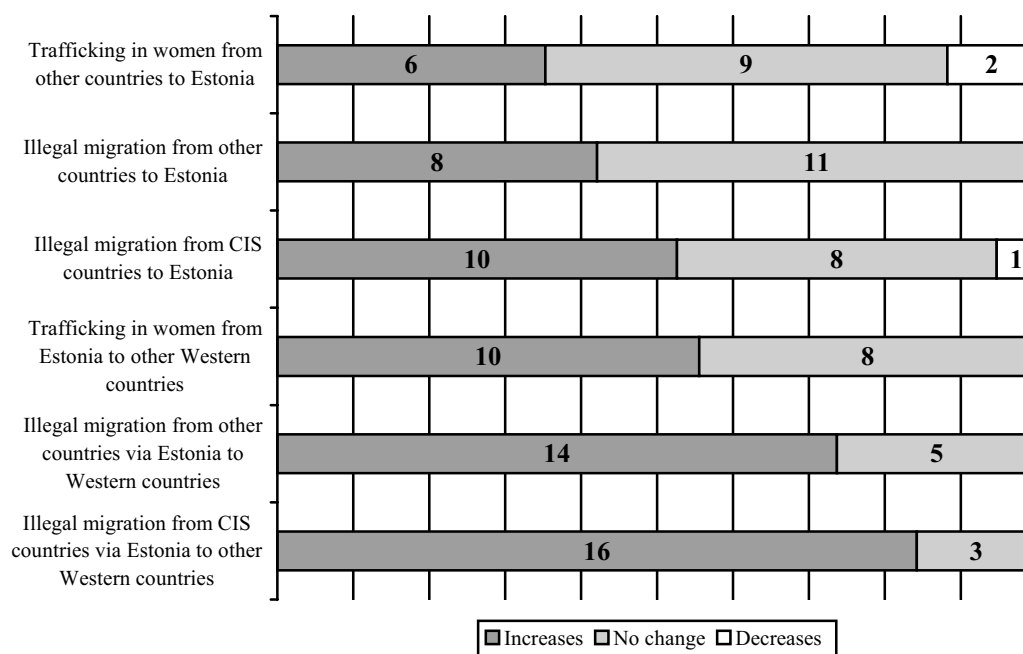 Trafficking in women from
other countries to Estonia
6
9
2
Illegal migration from other
countries to Estonia
8
11
Illegal migration from CIS
countries to Estonia
10
8
1
Trafficking in women from
Estonia to other Western
countries
10
8
Illegal migration from other
countries via Estonia to
Western countries
14
5
Illegal migration from CIS
countries via Estonia to other
Western countries
16
3
Increases No change Decreases